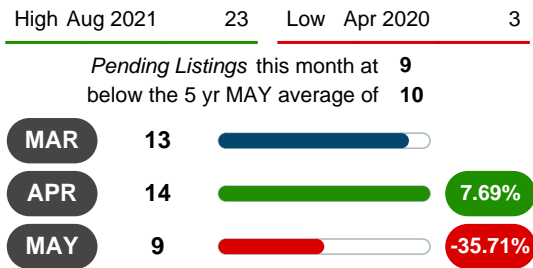 High Aug 2021 23 Low Apr 2020 3
Pending Listings this month at 9
below the 5 yr MAY average of 10
MAR 13
APR 14 7.69%
MAY 9 -35.71%